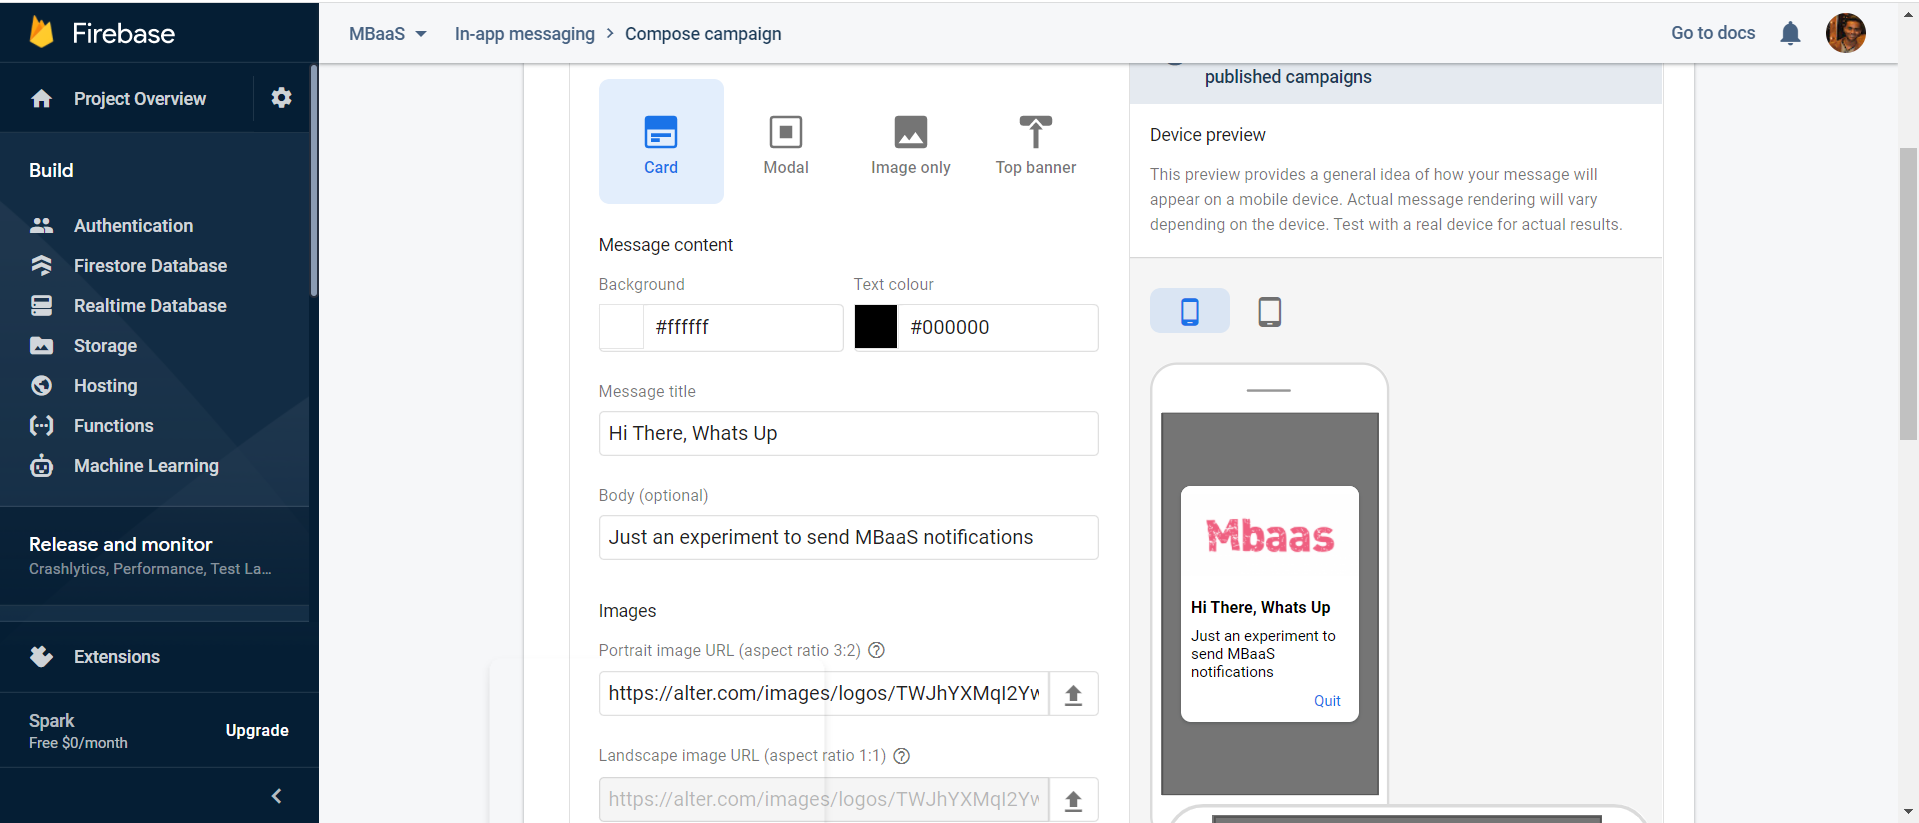 Firebase
MBaaS
In-app messaging > Compose campaign
Go to docs
Project Overview
Build
Authentication
Firestore Database
Realtime Database
Storage
Hosting
Functions
Machine Learning
Release and monitor
Crashlytics, Performance, Test La...
Extensions
Spark
Free $0/month
Upgrade
Card
Modal
Image only
Top banner
Message content
Background
Text colour
#ffffff
#000000
Message title
Hi There, Whats Up
Body (optional)
Just an experiment to send MBaaS notifications
Images
Portrait image URL (aspect ratio 3:2)
https://alter.com/images/logos/TWJhYXMqI2Yw
Landscape image URL (aspect ratio 1:1)
https://alter.com/images/logos/TWJhYXMqI2Yw
published campaigns
Device preview
This preview provides a general idea of how your message will
appear on a mobile device. Actual message rendering will vary
depending on the device. Test with a real device for actual results.
Mbaas
Hi There, Whats Up
Just an experiment to
send MBaaS
notifications
Quit